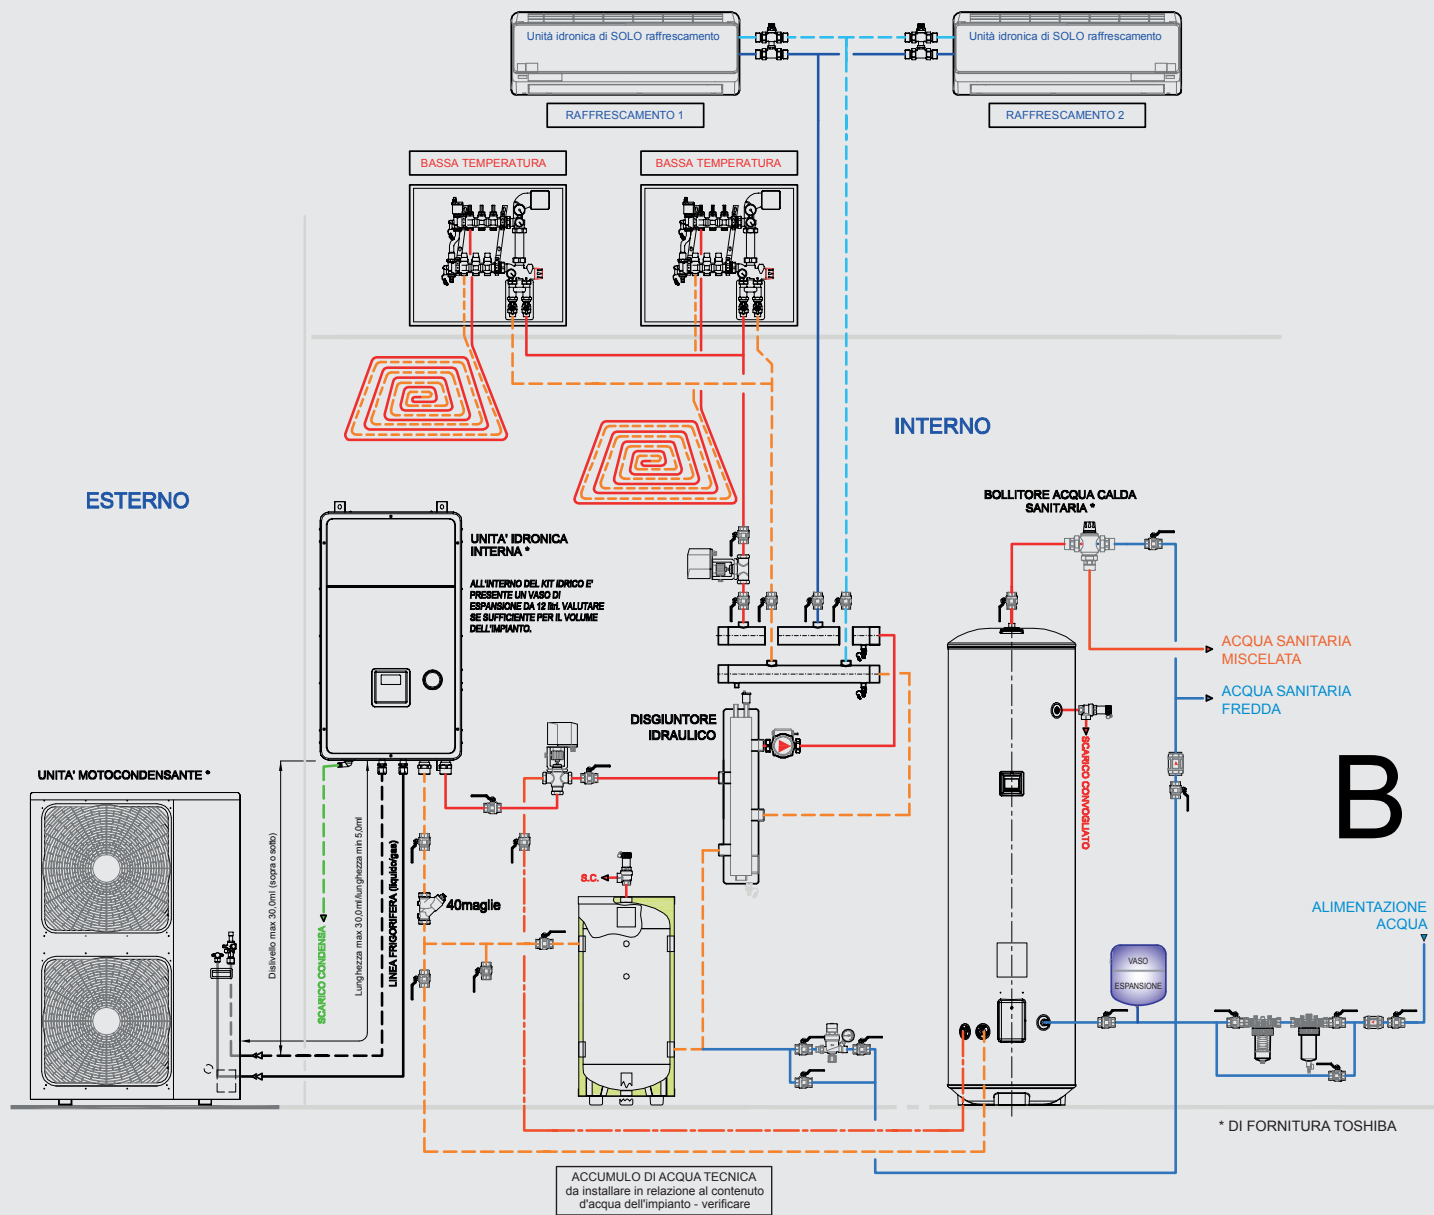 Unità idronica di SOLO raffrescamento
Unità idronica di SOLO raffrescamento
RAFFRESCAMENTO 1
RAFFRESCAMENTO 2
BASSA TEMPERATURA
BASSA TEMPERATURA
INTERNO
ESTERNO
BOLLITORE ACQUA CALDA
SANITARIA *
UNITA' IDRONICA
INTERNA *
ALL'INTERNO DEL KIT IDRICO E'
PRESENTE UN VASO DI
ESPANSIONE DA 12 litri. VALUTARE
SE SUFFICIENTE PER IL VOLUME
DELL'IMPIANTO.
ACQUA SANITARIA
MISCELATA
ACQUA SANITARIA
FREDDA
DISGIUNTORE
IDRAULICO
SCARICO CONVOGLIATO
UNITA' MOTOCONDENSANTE *
B
Dislivello max 30,0ml (sopra o sotto)
SCARICO CONDENSA
Lunghezza max 30,0ml/lunghezza min 5,0ml
LINEA FRIGORIFERA (liquido/gas)
S.C.
40maglie
ALIMENTAZIONE
ACQUA
VASO
ESPANSIONE
* DI FORNITURA TOSHIBA
ACCUMULO DI ACQUA TECNICA
da installare in relazione al contenuto
d'acqua dell'impianto - verificare